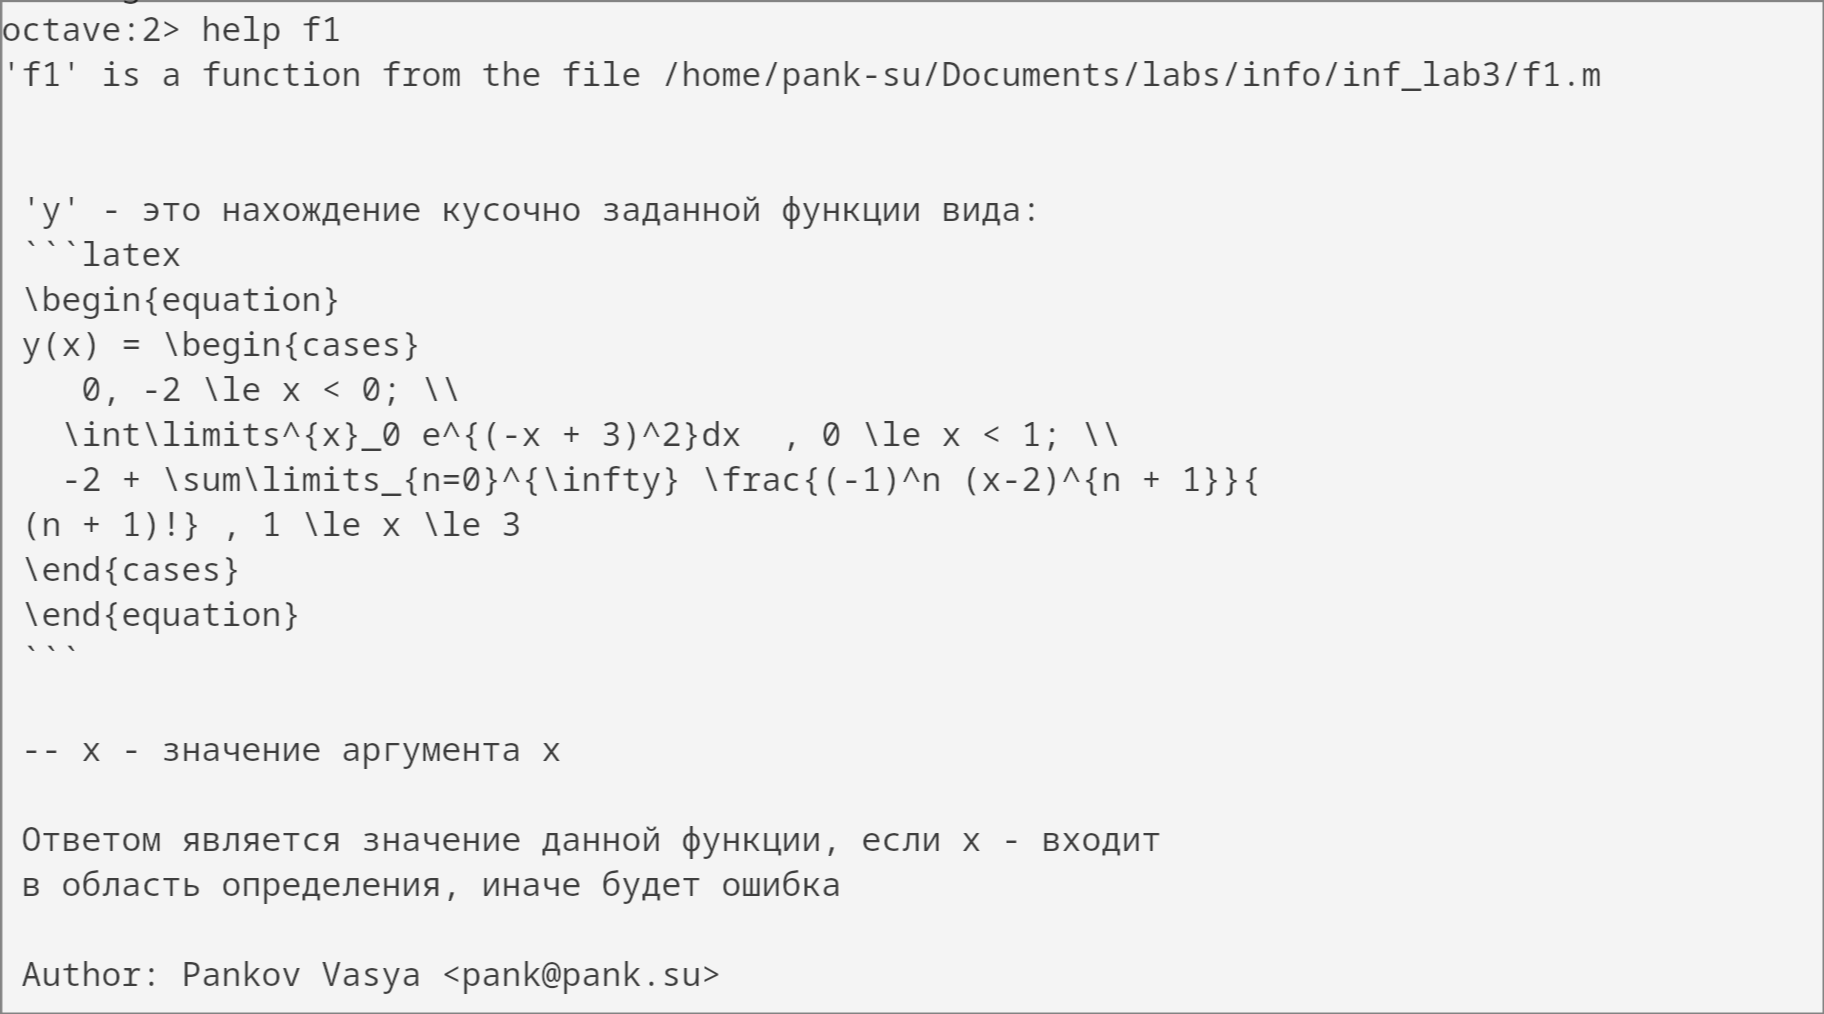 octave:2> help f1
'f1' is a function from the file /home/pank-su/Documents/labs/info/inf_lab3/f1.m
'y' - это нахождение кусочно заданной функции вида:
```latex
\begin{equation}
y(x) = \begin{cases}
0, -2 \le x < 0; \\
\int\limits^{x}_0 e^{(-x + 3)^2}dx  , 0 \le x < 1; \\
-2 + \sum\limits_{n=0}^{\infty} \frac{(-1)^n (x-2)^{n + 1}}{
(n + 1)!} , 1 \le x \le 3
\end{cases}
\end{equation}
```
-- x - значение аргумента x
Ответом является значение данной функции, если x - входит
в область определения, иначе будет ошибка
Author: Pankov Vasya <pank@pank.su>